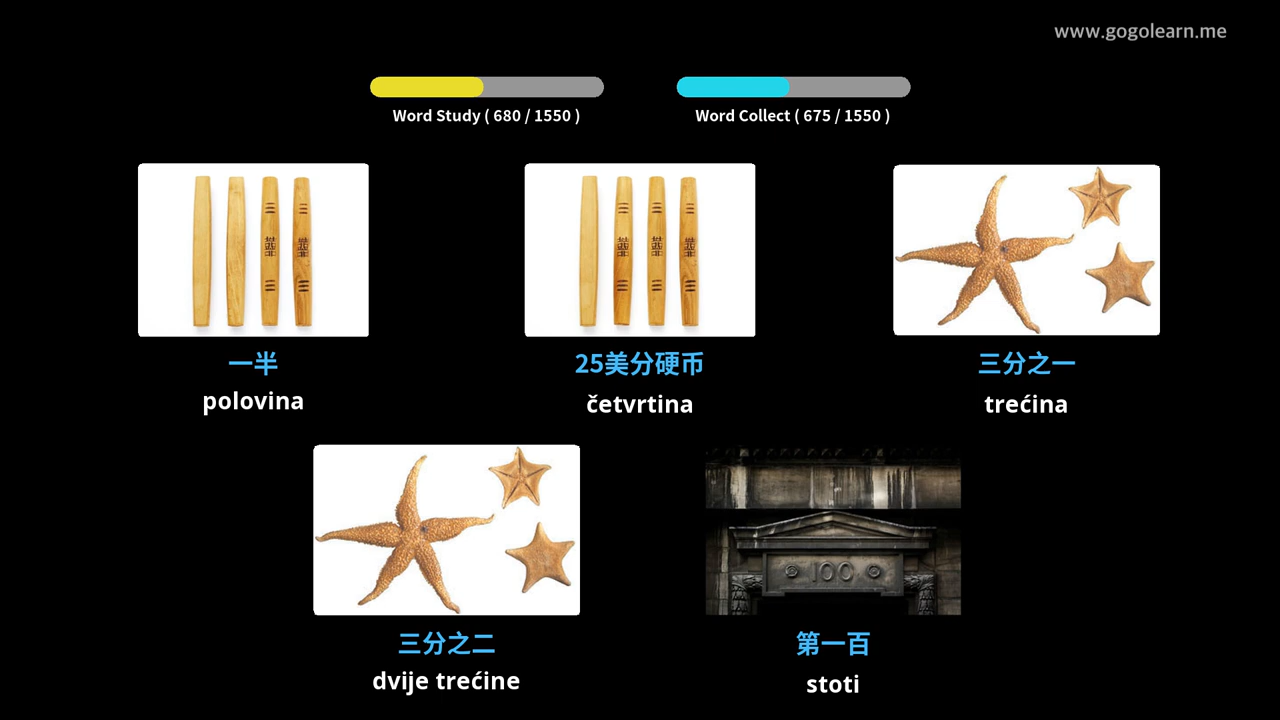 www.gogolearn.me
Word Study ( 680 / 1550 )
Word Collect ( 675 / 1550 )
一半
polovina
25美分硬币
četvrtina
三分之一
trećina
100
三分之二
dvije trećine
第一百
stoti